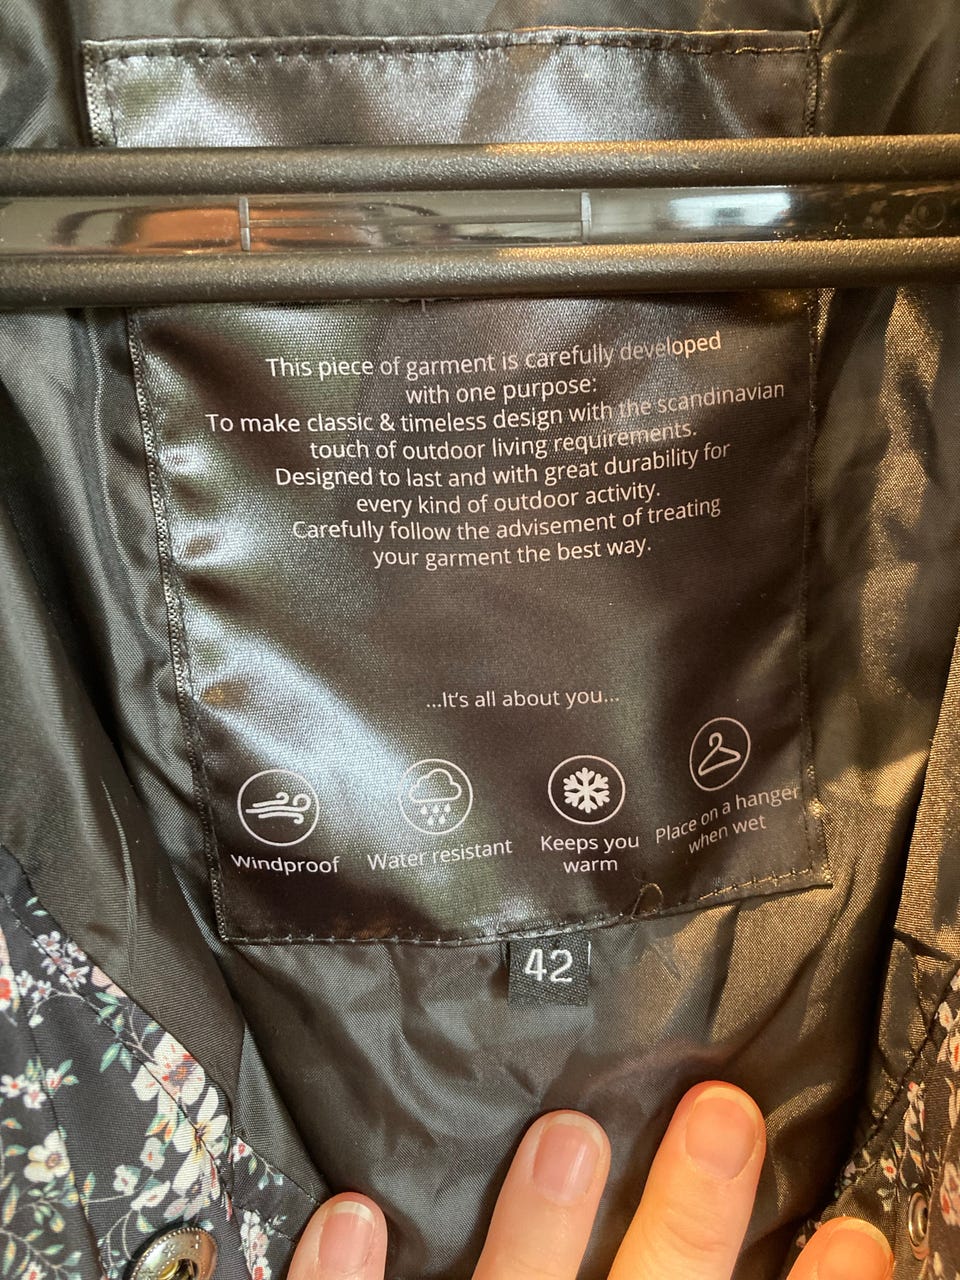 This piece of garment is carefully developed
with one purpose:
To make classic & timeless design with the scandinavian
touch of outdoor living requirements.
Designed to last and with great durability for
every kind of outdoor activity.
Carefully follow the advisement of treating
your garment the best way.
...It's all about you...
Windproof
Water resistant
Keeps you
warm
Place on a hanger
when wet
42